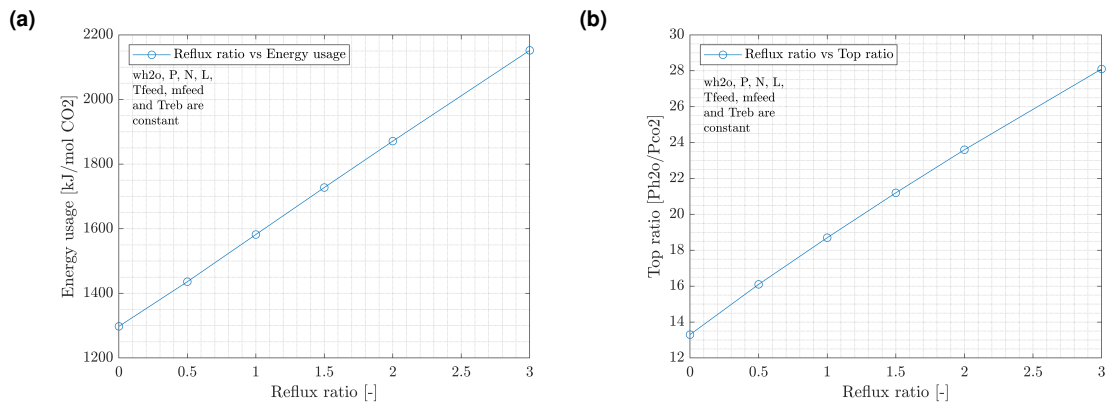 (a)
Reflux ratio vs Energy usage
wh2o, P, N, L,
Tfeed, mfeed
and Treb are
constant
2200
2000
1800
1600
1400
1200
Energy usage [kJ/mol CO2]
0 0.5 1 1.5 2 2.5 3
Reflux ratio [-]
(b)
Reflux ratio vs Top ratio
wh2o, P, N, L,
Tfeed, mfeed
and Treb are
constant
30
28
26
24
22
20
18
16
14
12
Top ratio [Ph2o/Pco2]
0 0.5 1 1.5 2 2.5 3
Reflux ratio [-]